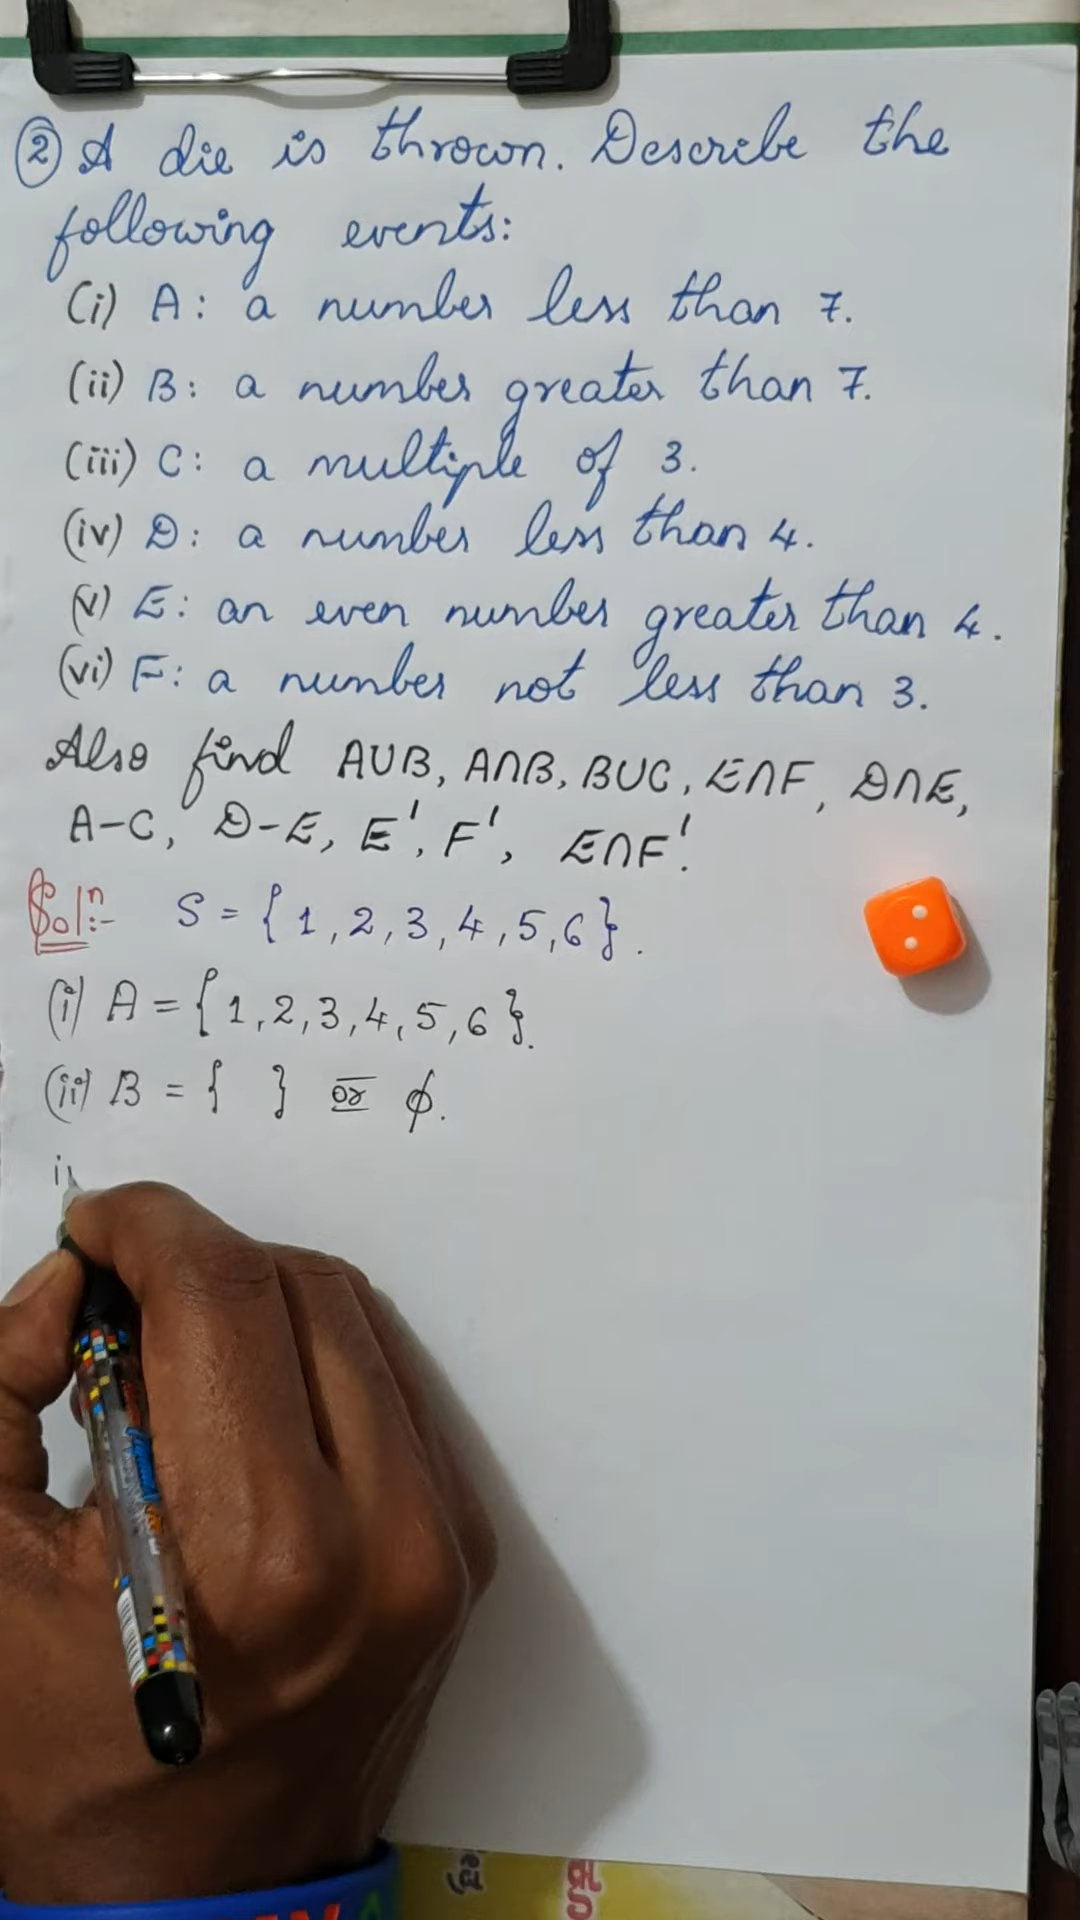 ② A die is thrown. Describe the
following events:
(i) A: a number less than 7.
(ii) B: a number greater than 7.
(iii) C: a multiple of 3.
(iv) D: a number less than 4.
(v) E: an even number greater than 4.
(vi) F: a number not less than 3.
Also find A∪B, A∩B, B∪C, E∩F, D∩E,
A-C, D-E, E', F', E∩F'.
Solⁿ:- S = { 1, 2, 3, 4, 5, 6 }.
(i) A = { 1, 2, 3, 4, 5, 6 }.
(ii) B = { } or ϕ.